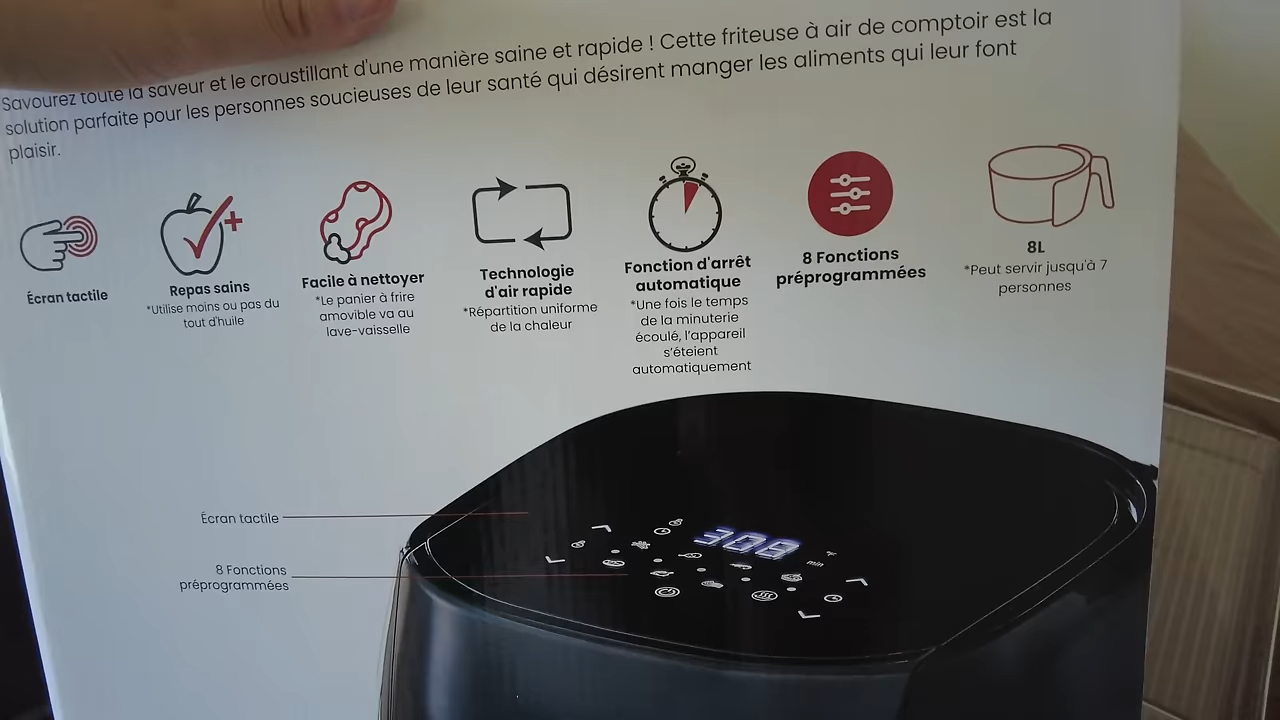 Savourez toute la saveur et le croustillant d'une manière saine et rapide ! Cette friteuse à air de comptoir est la
solution parfaite pour les personnes soucieuses de leur santé qui désirent manger les aliments qui leur font
plaisir.
Écran tactile
Repas sains
*Utilise moins ou pas du
tout d'huile
Facile à nettoyer
*Le panier à frire
amovible va au
lave-vaisselle
Technologie
d'air rapide
*Répartition uniforme
de la chaleur
Fonction d'arrêt
automatique
*Une fois le temps
de la minuterie
écoulé, l'appareil
s'éteient
automatiquement
8 Fonctions
préprogrammées
8L
*Peut servir jusqu'à 7
personnes
Écran tactile
8 Fonctions
préprogrammées
308
°F
min